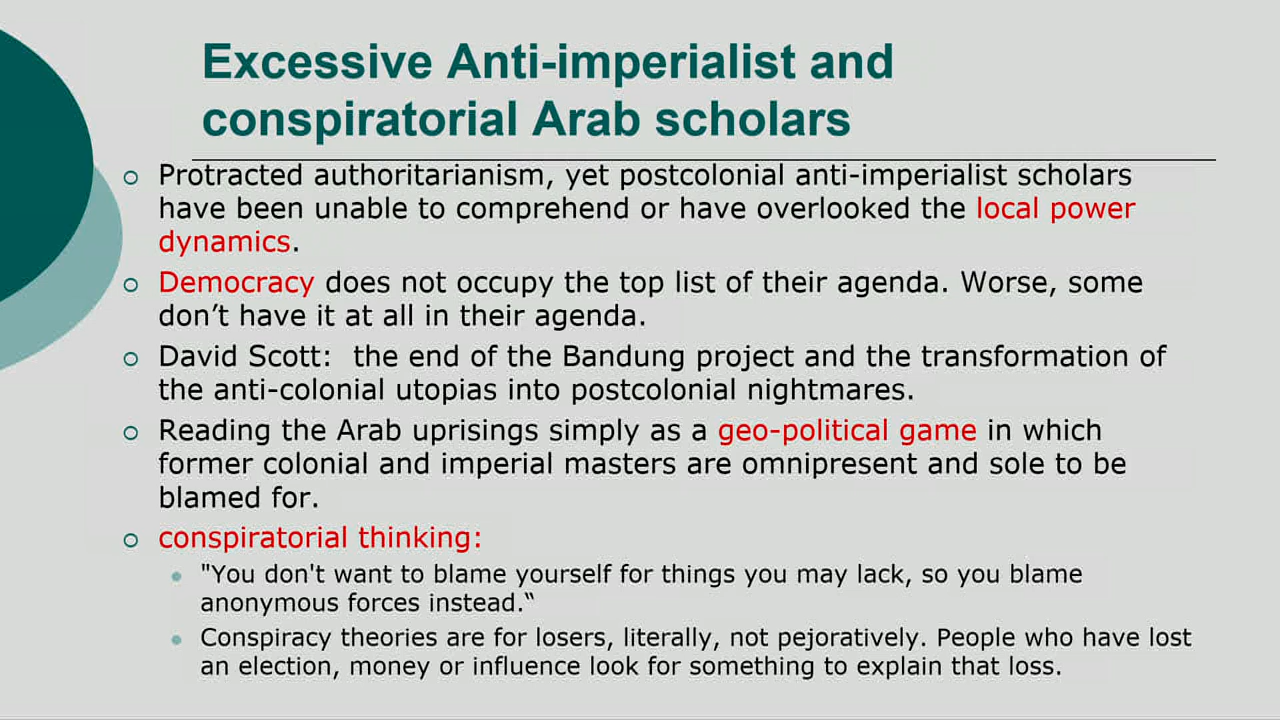 Excessive Anti-imperialist and
conspiratorial Arab scholars
Protracted authoritarianism, yet postcolonial anti-imperialist scholars
have been unable to comprehend or have overlooked the local power
dynamics.
Democracy does not occupy the top list of their agenda. Worse, some
don’t have it at all in their agenda.
David Scott:  the end of the Bandung project and the transformation of
the anti-colonial utopias into postcolonial nightmares.
Reading the Arab uprisings simply as a geo-political game in which
former colonial and imperial masters are omnipresent and sole to be
blamed for.
conspiratorial thinking:
"You don't want to blame yourself for things you may lack, so you blame
anonymous forces instead.“
Conspiracy theories are for losers, literally, not pejoratively. People who have lost
an election, money or influence look for something to explain that loss.